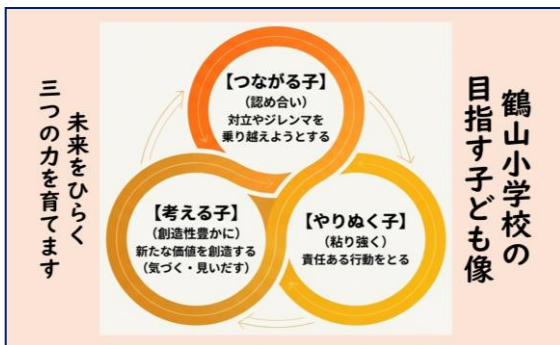 鶴山小学校の
目指す子ども像
【つながる子】
（認め合い）
対立やジレンマを
乗り越えようとする
【やりぬく子】
（粘り強く）
責任ある行動をとる
【考える子】
（創造性豊かに）
新たな価値を創造する
（気づく・見いだす）
未来をひらく
三つの力を育てます